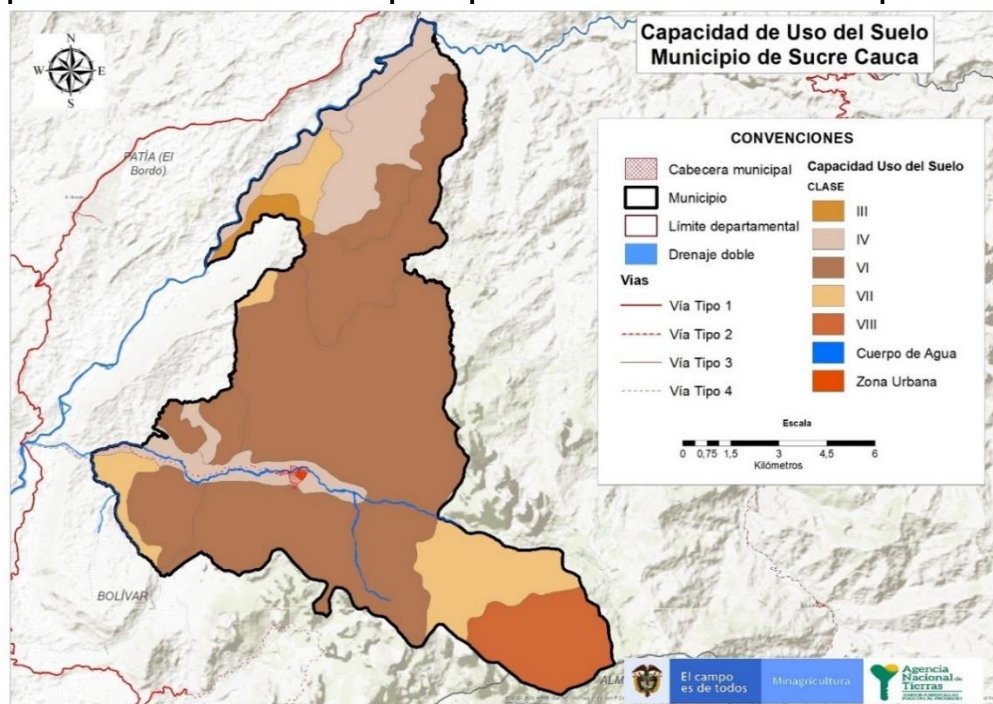 Capacidad de Uso del Suelo
Municipio de Sucre Cauca
N
W
E
S
PATÍA (El
Bordo)
BOLÍVAR
CONVENCIONES
Cabecera municipal
Municipio
Límite departamental
Drenaje doble
Vias
Vía Tipo 1
Vía Tipo 2
Vía Tipo 3
Vía Tipo 4
Capacidad Uso del Suelo
CLASE
III
IV
VI
VII
VIII
Cuerpo de Agua
Zona Urbana
Escala
0 0,75 1,5 3 4,5 6
Kilómetros
El campo
es de todos
Minagricultura
Agencia
Nacional de
Tierras